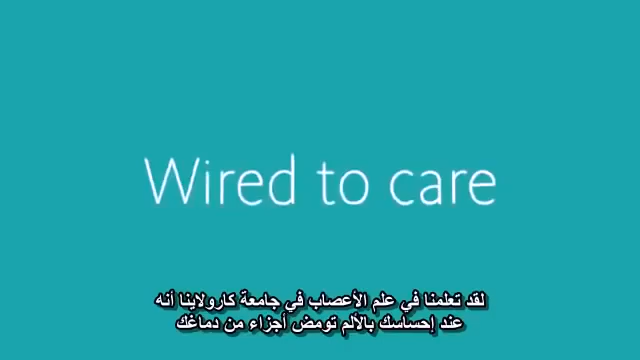 Wired to care
لقد تعلمنا في علم الأعصاب في جامعة كارولاينا أنه
عند إحساسك بالألم تومض أجزاء من دماغك